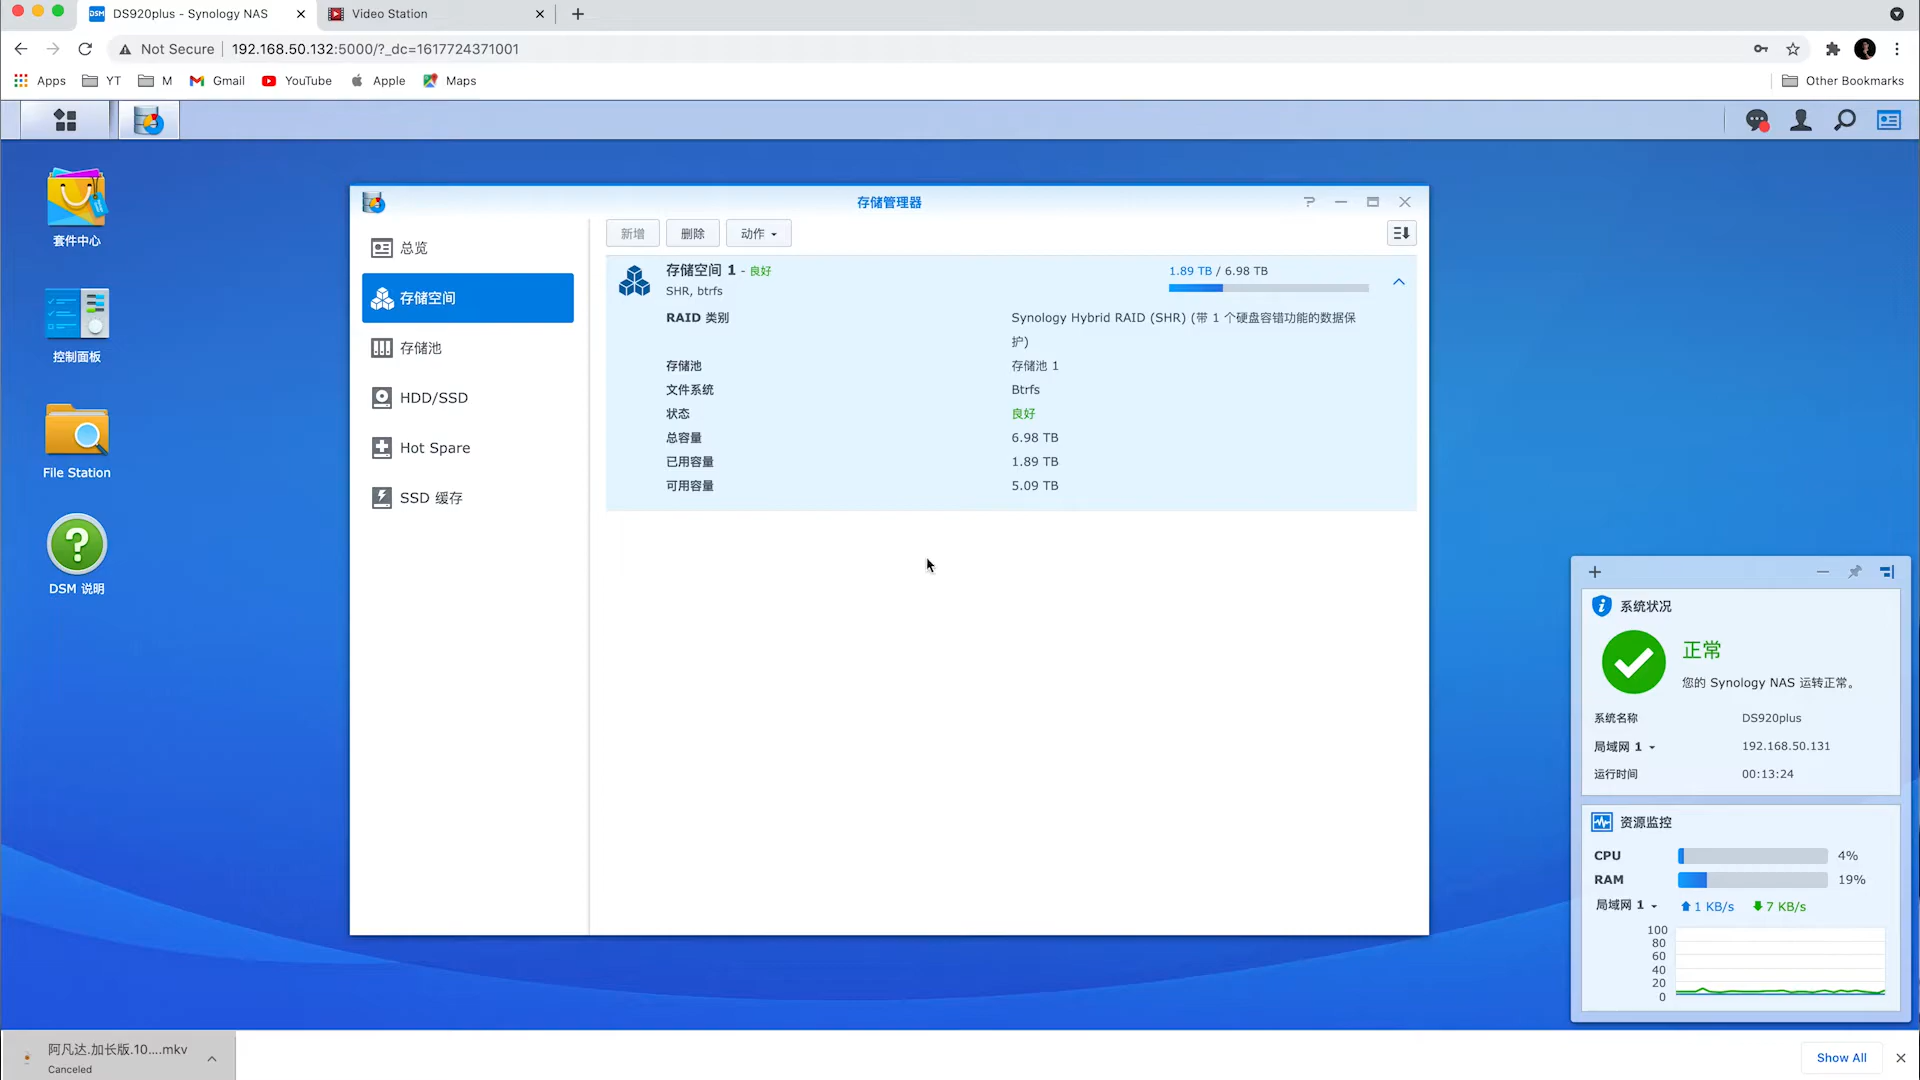 DS920plus - Synology NAS
Video Station
Not Secure
192.168.50.132:5000/?_dc=1617724371001
Apps
YT
M
Gmail
YouTube
Apple
Maps
Other Bookmarks
套件中心
控制面板
File Station
DSM 说明
存储管理器
总览
存储空间
存储池
HDD/SSD
Hot Spare
SSD 缓存
新增
删除
动作
存储空间 1 - 良好
1.89 TB / 6.98 TB
SHR, btrfs
RAID 类别
Synology Hybrid RAID (SHR) (带 1 个硬盘容错功能的数据保
护)
存储池
存储池 1
文件系统
Btrfs
状态
良好
总容量
6.98 TB
已用容量
1.89 TB
可用容量
5.09 TB
系统状况
正常
您的 Synology NAS 运转正常。
系统名称
DS920plus
局域网 1
192.168.50.131
运行时间
00:13:24
资源监控
CPU
4%
RAM
19%
局域网 1
1 KB/s
7 KB/s
100
80
60
40
20
0
阿凡达.加长版.10....mkv
Canceled
Show All